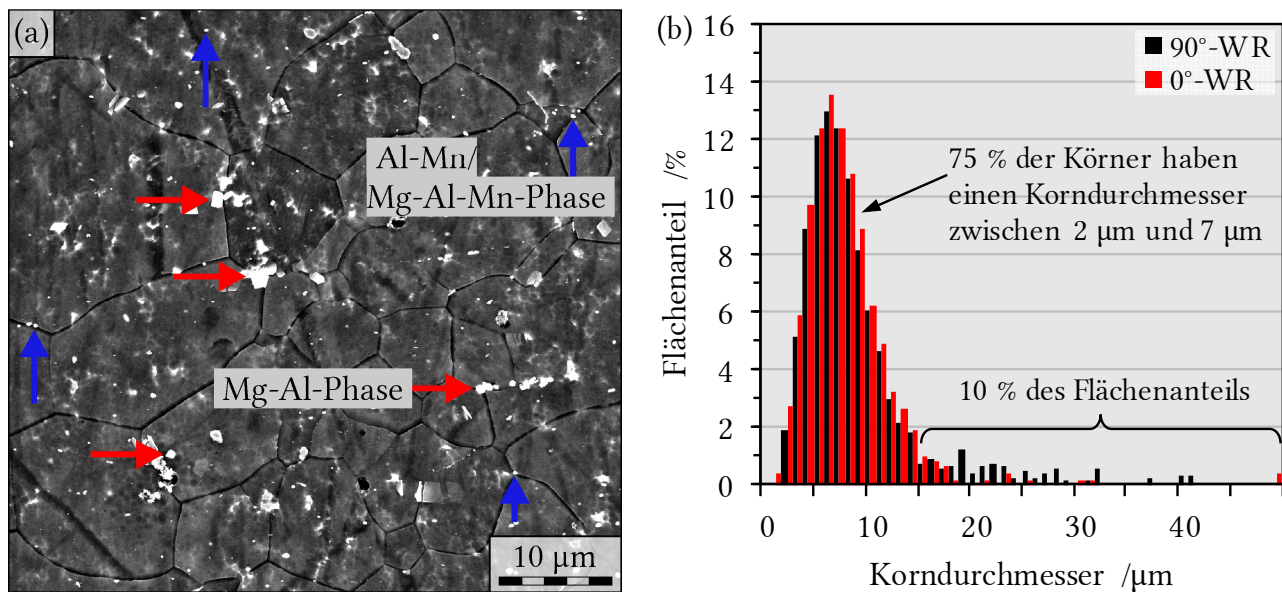 (a)
Al-Mn/
Mg-Al-Mn-Phase
Mg-Al-Phase
10 µm
(b)
16
14
12
10
8
6
4
2
0
Flächenanteil /%
90°-WR
0°-WR
75 % der Körner haben
einen Korndurchmesser
zwischen 2 µm und 7 µm
10 % des Flächenanteils
0 10 20 30 40
Korndurchmesser /µm